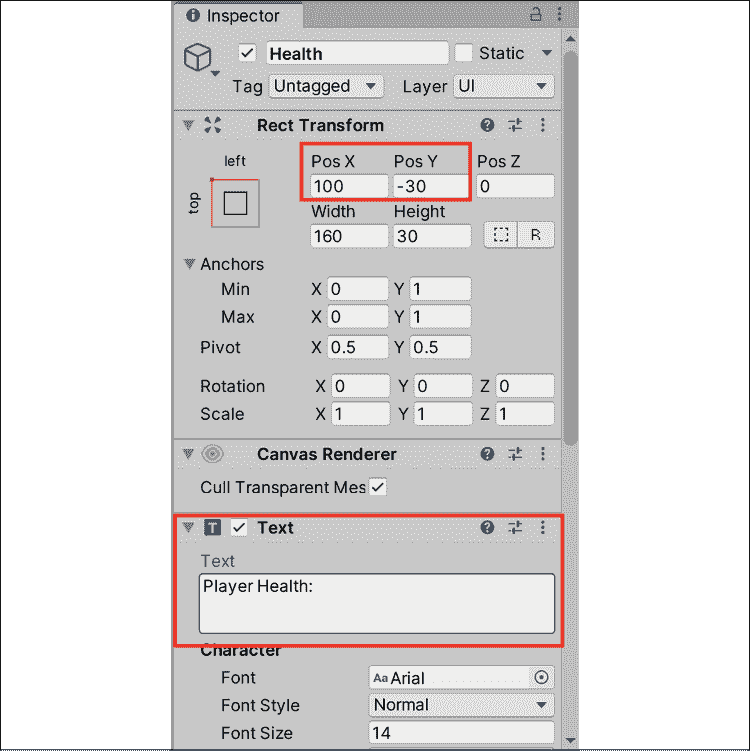 Inspector
Health Static
Tag Untagged Layer UI
Rect Transform
left Pos X Pos Y Pos Z
top 100 -30 0
Width Height
160 30 R
Anchors
Min X 0 Y 1
Max X 0 Y 1
Pivot X 0.5 Y 0.5
Rotation X 0 Y 0 Z 0
Scale X 1 Y 1 Z 1
Canvas Renderer
Cull Transparent Mes
T Text
Text
Player Health:
Character
Font Aa Arial
Font Style Normal
Font Size 14